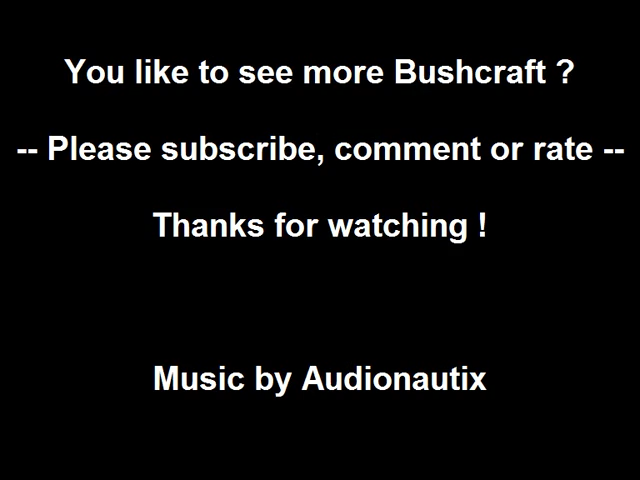 You like to see more Bushcraft ?
-- Please subscribe, comment or rate --
Thanks for watching !
Music by Audionautix